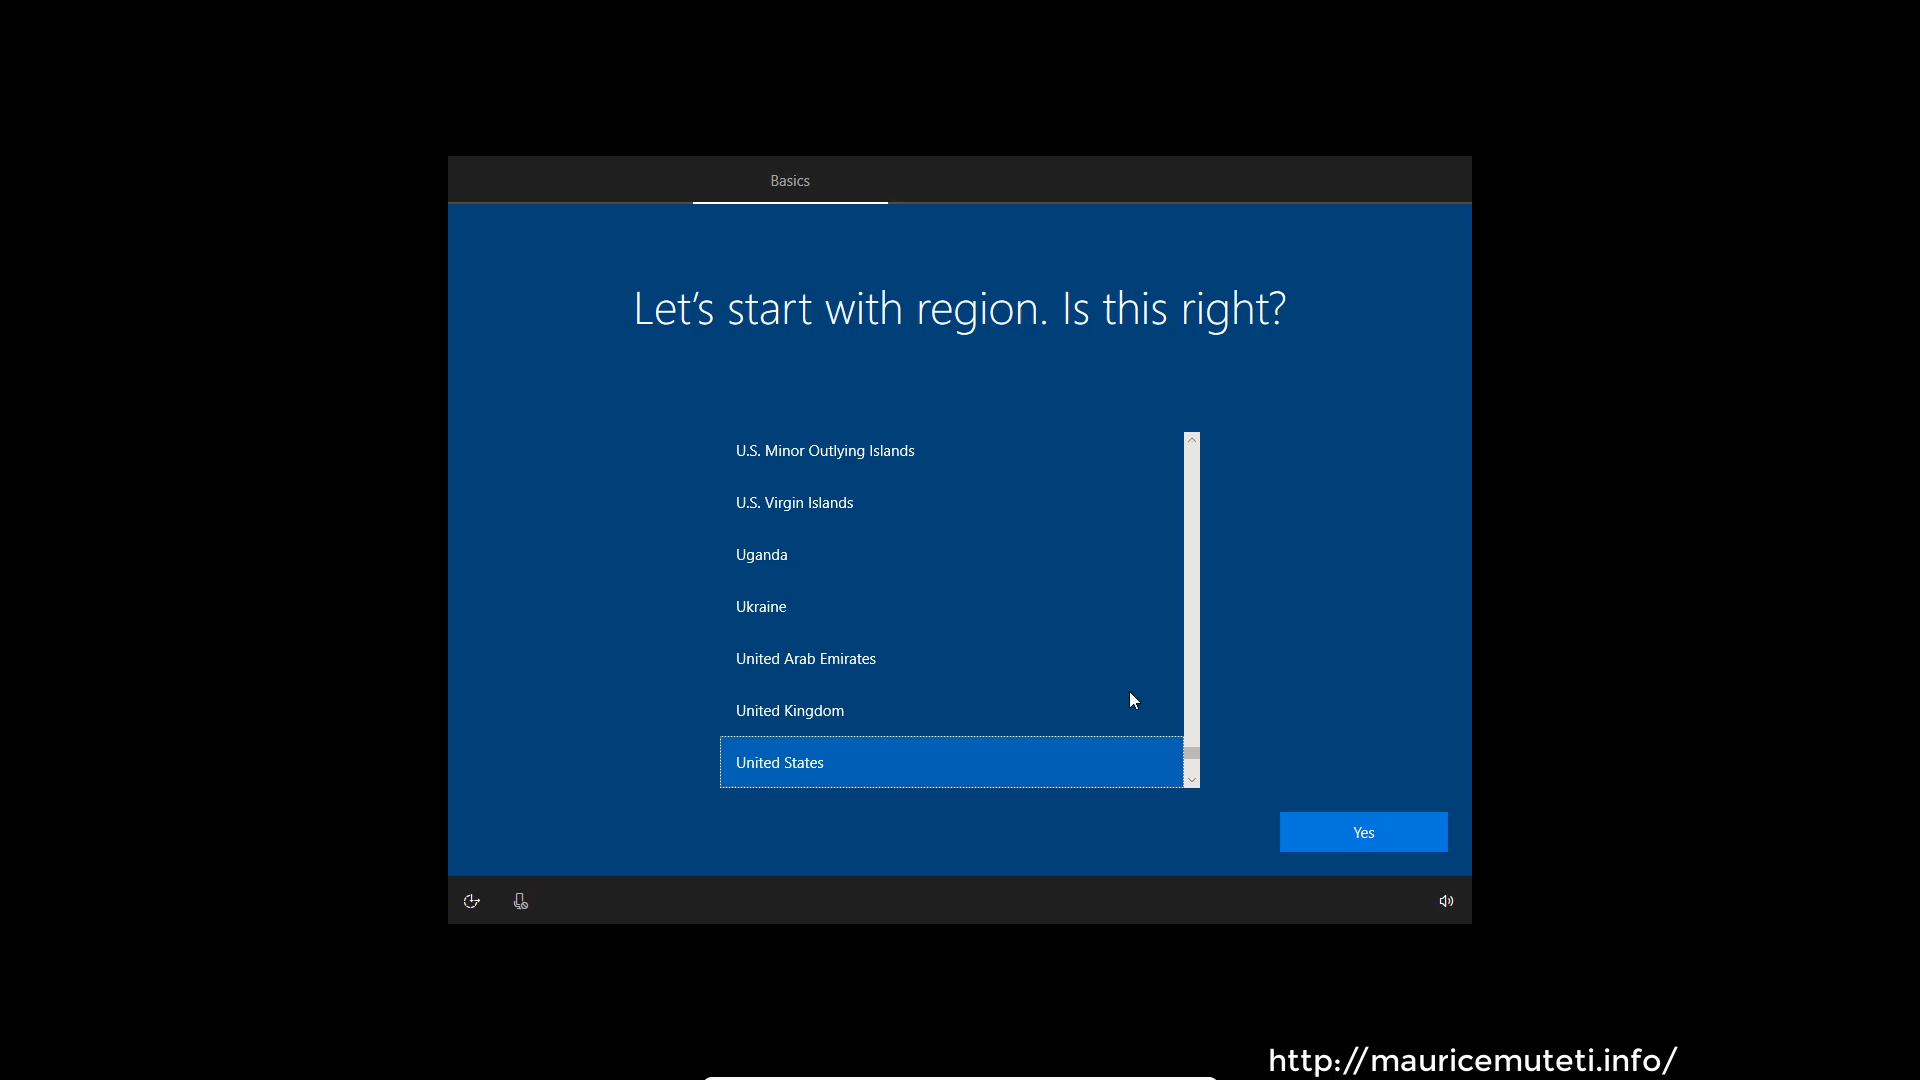 Basics
Let's start with region. Is this right?
U.S. Minor Outlying Islands
U.S. Virgin Islands
Uganda
Ukraine
United Arab Emirates
United Kingdom
United States
Yes
http://mauricemuteti.info/